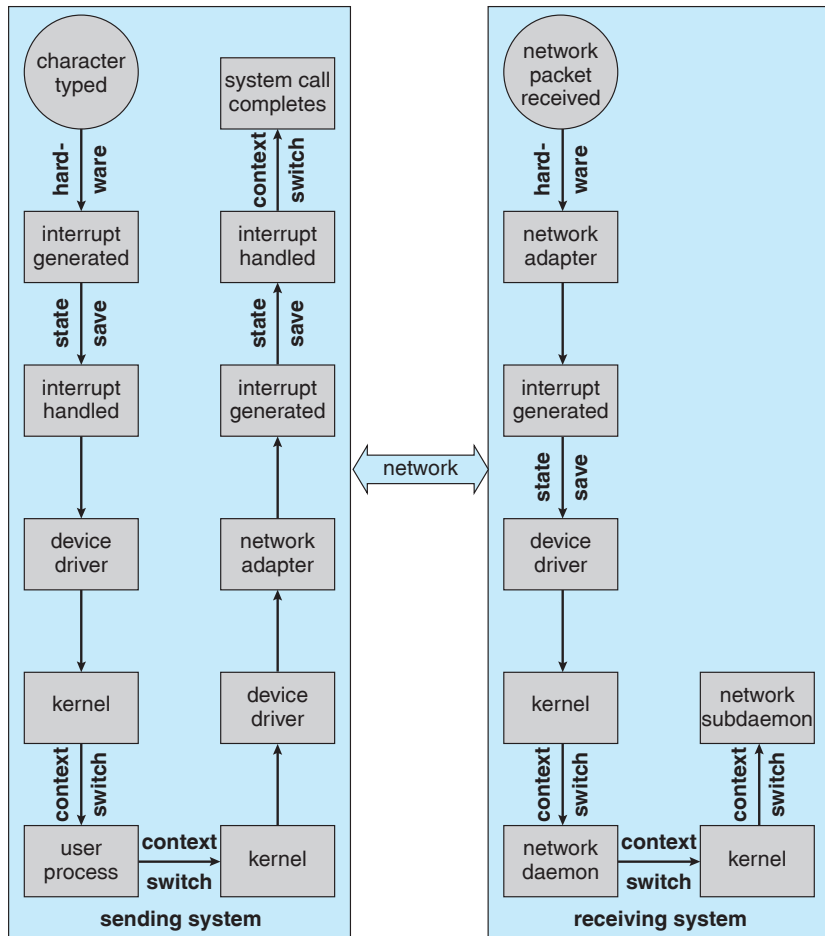 character
typed
hard-
ware
interrupt
generated
state
save
interrupt
handled
device
driver
kernel
context
switch
user
process
context
switch
kernel
device
driver
network
adapter
interrupt
generated
state
save
interrupt
handled
context
switch
system call
completes
sending system
network
network
packet
received
hard-
ware
network
adapter
interrupt
generated
state
save
device
driver
kernel
context
switch
network
daemon
context
switch
kernel
context
switch
network
subdaemon
receiving system